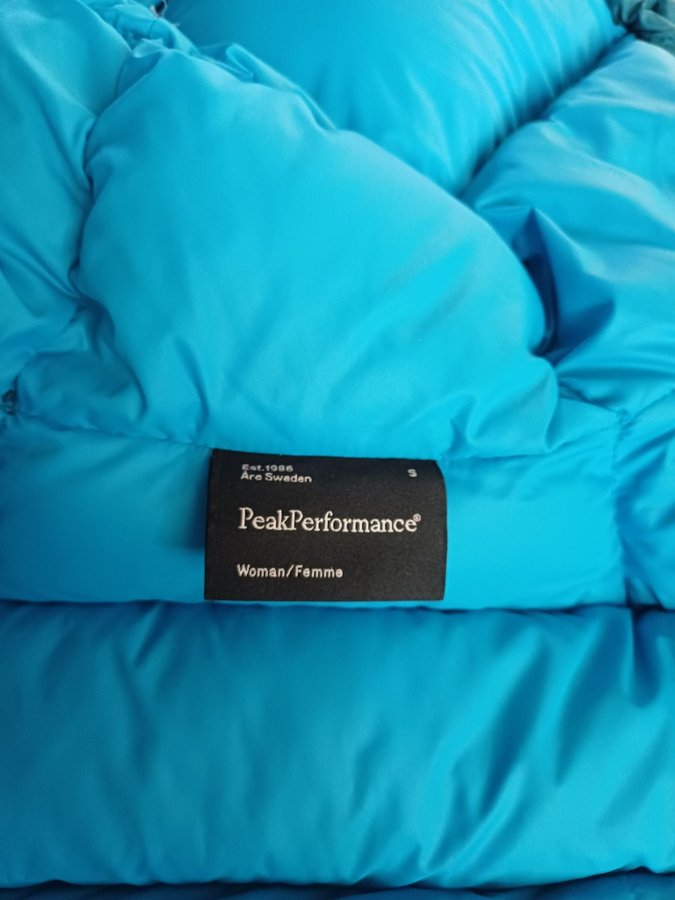 Est.1986 S
Åre Sweden
PeakPerformance®
Woman/Femme